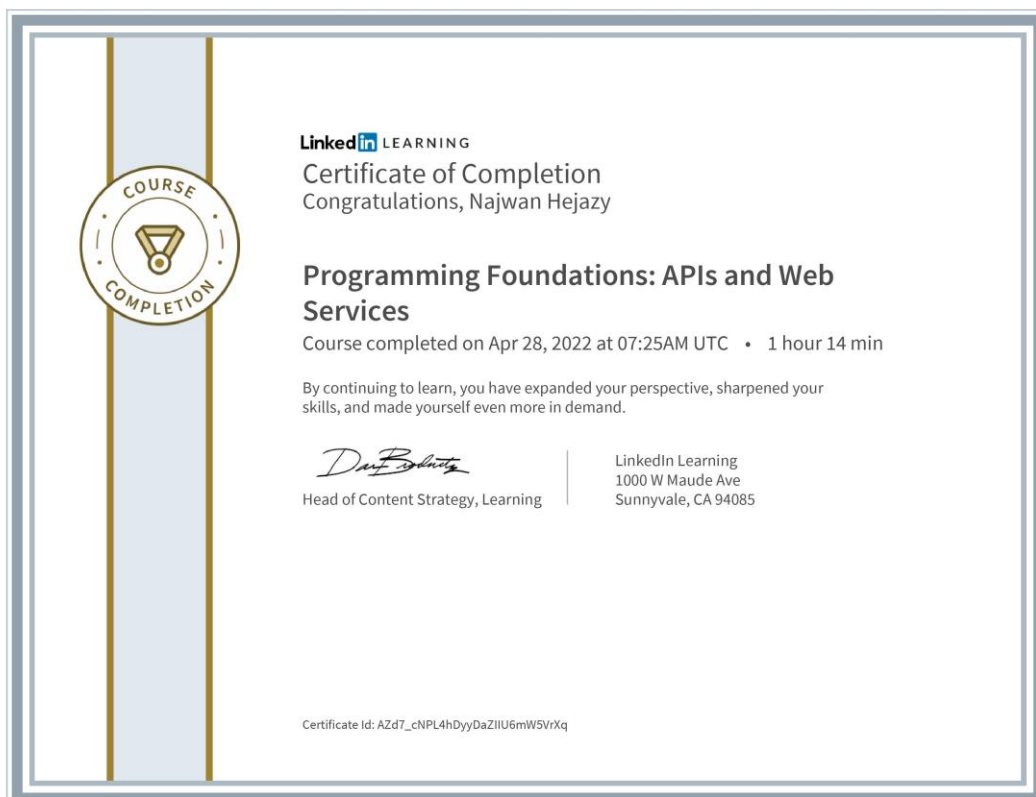 COURSE
COMPLETION
Linked in LEARNING
Certificate of Completion
Congratulations, Najwan Hejazy
Programming Foundations: APIs and Web
Services
Course completed on Apr 28, 2022 at 07:25AM UTC • 1 hour 14 min
By continuing to learn, you have expanded your perspective, sharpened your
skills, and made yourself even more in demand.
Head of Content Strategy, Learning
LinkedIn Learning
1000 W Maude Ave
Sunnyvale, CA 94085
Certificate Id: AZd7_cNPL4hDyyDaZIIU6mW5VrXq